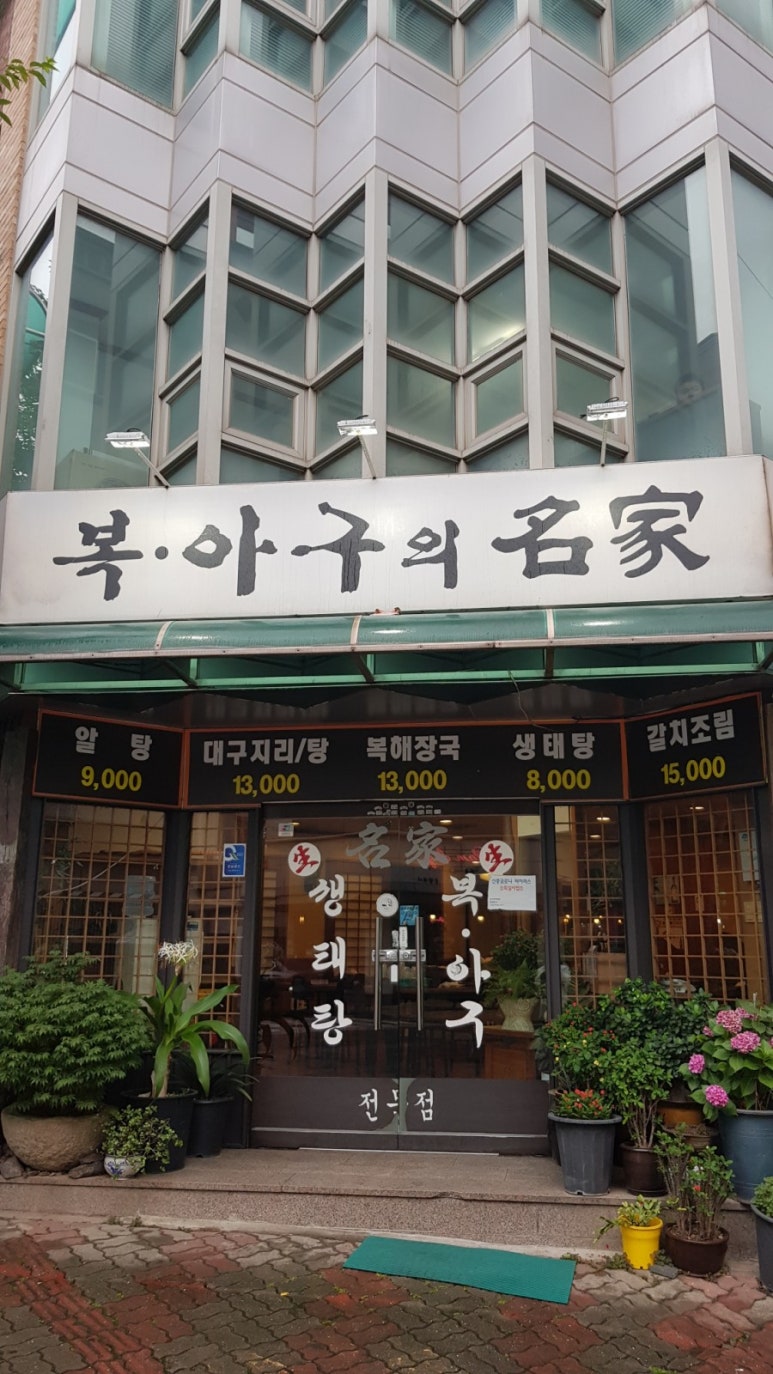 복·아구의 名家
알 탕 대구지리/탕 복해장국 생태탕 갈치조림
9,000 13,000 13,000 8,000 15,000
名家
生 生
생태탕
복·아구
전문점